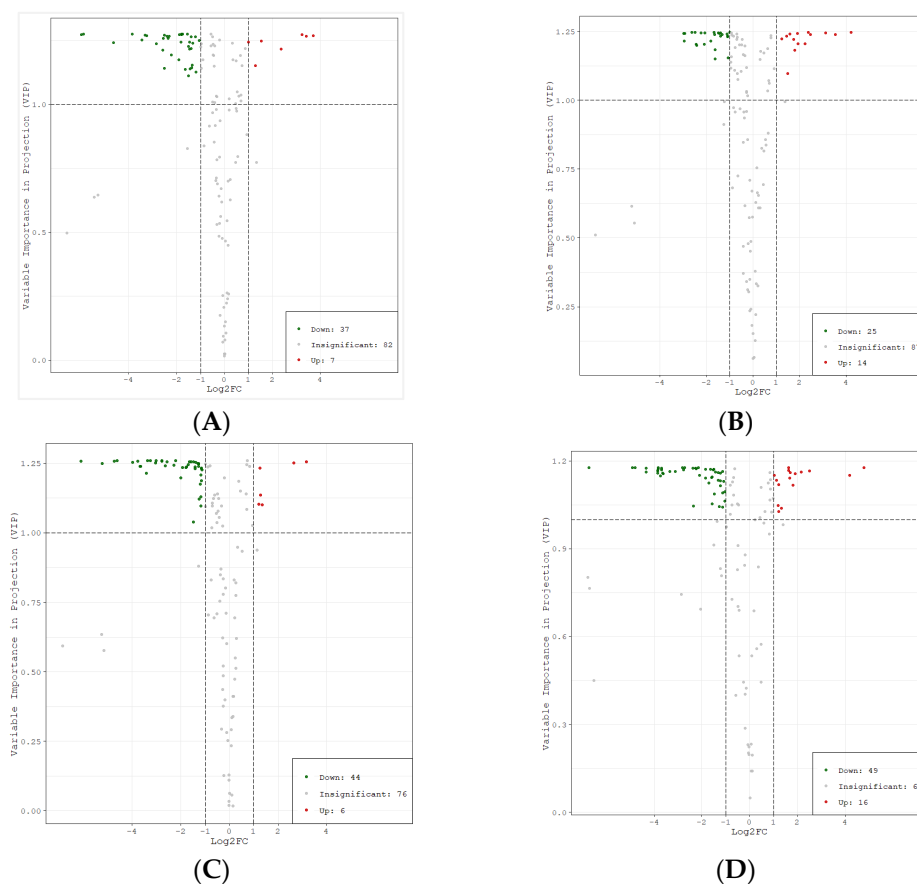 Variable Importance in Projection (VIP)
1.0
0.5
0.0
-4
-2
-1
0
1
2
4
Log2FC
Down: 37
Insignificant: 82
Up: 7
(A)
Variable Importance in Projection (VIP)
1.25
1.00
0.75
0.50
0.25
-4
-2
-1
0
1
2
4
Log2FC
Down: 25
Insignificant: 8
Up: 14
(B)
Variable Importance in Projection (VIP)
1.25
1.00
0.75
0.50
0.25
0.00
-4
-2
-1
0
1
2
4
Log2FC
Down: 44
Insignificant: 76
Up: 6
(C)
Variable Importance in Projection (VIP)
1.2
0.9
0.6
0.3
0.0
-4
-2
-1
0
1
2
4
Log2FC
Down: 49
Insignificant: 6
Up: 16
(D)